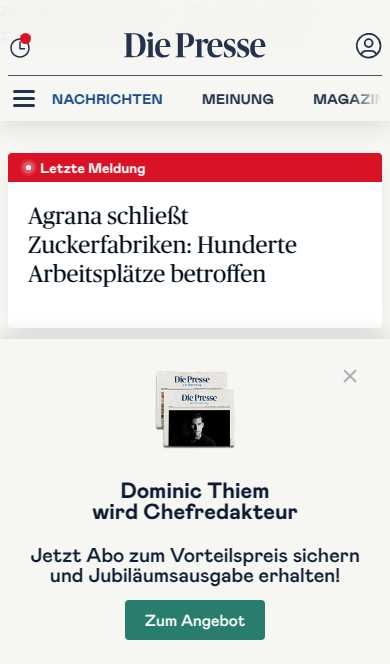 Die Presse
NACHRICHTEN MEINUNG MAGAZIN
Letzte Meldung
Agrana schließt
Zuckerfabriken: Hunderte
Arbeitsplätze betroffen
Die Presse
Die Presse
Dominic Thiem
wird Chefredakteur
Jetzt Abo zum Vorteilspreis sichern
und Jubiläumsausgabe erhalten!
Zum Angebot